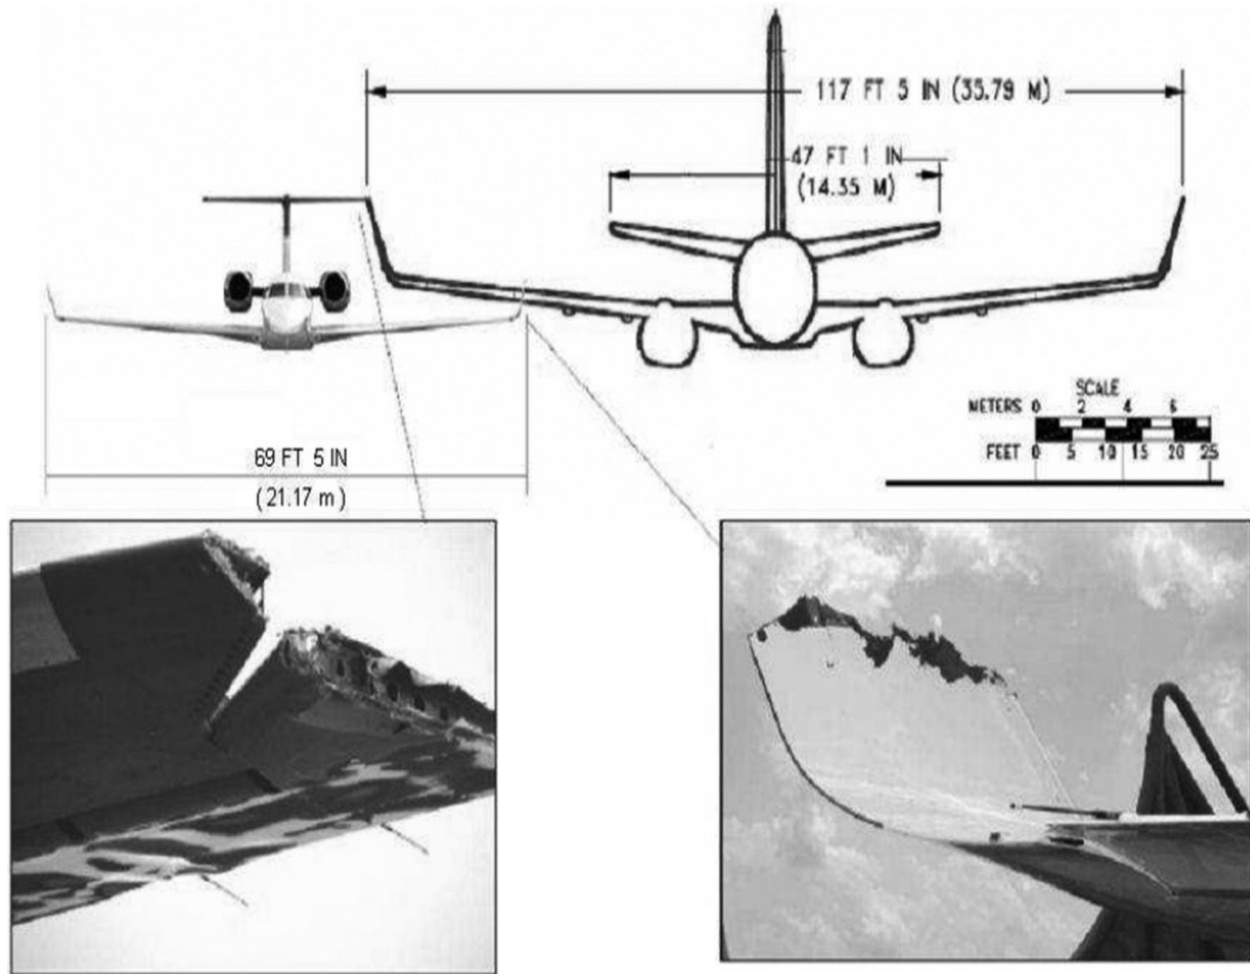 117 FT 5 IN (35.79 M)
47 FT 1 IN
(14.35 M)
SCALE
METERS 0 2 4 6
FEET 0 5 10 15 20 25
69 FT 5 IN
( 21.17 m )